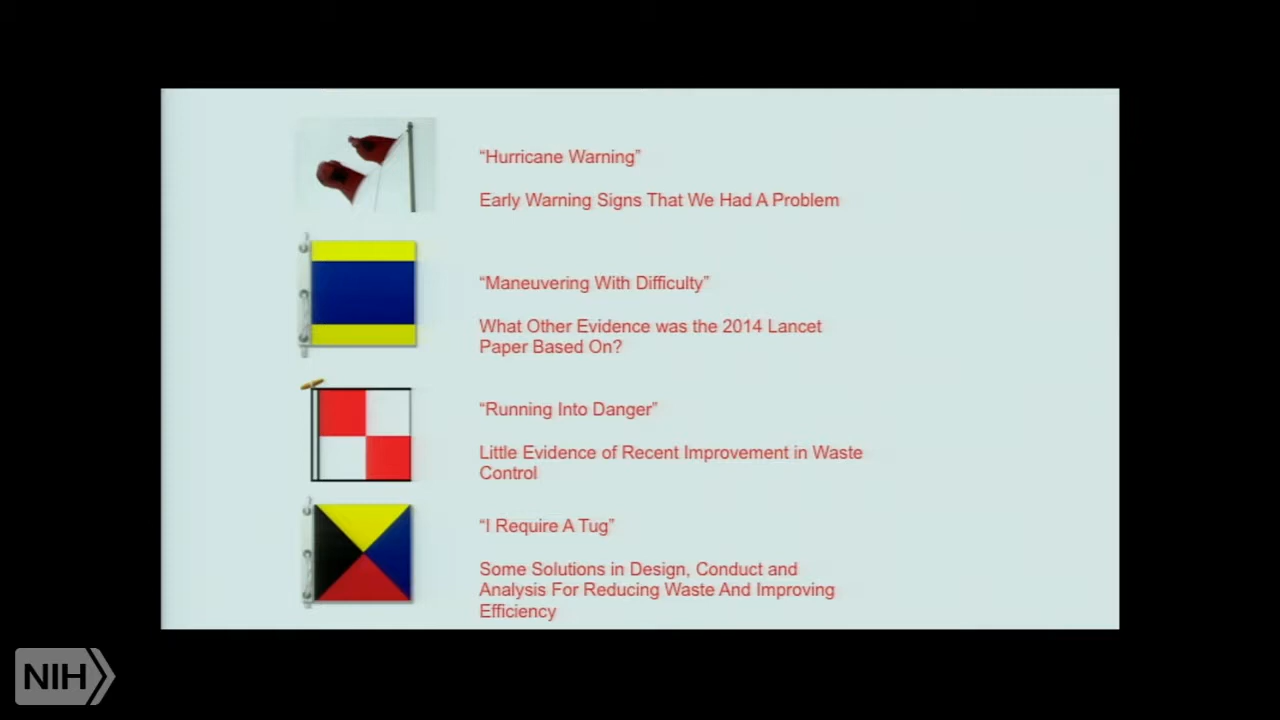 “Hurricane Warning”
Early Warning Signs That We Had A Problem
“Maneuvering With Difficulty”
What Other Evidence was the 2014 Lancet
Paper Based On?
“Running Into Danger”
Little Evidence of Recent Improvement in Waste
Control
“I Require A Tug”
Some Solutions in Design, Conduct and
Analysis For Reducing Waste And Improving
Efficiency
NIH